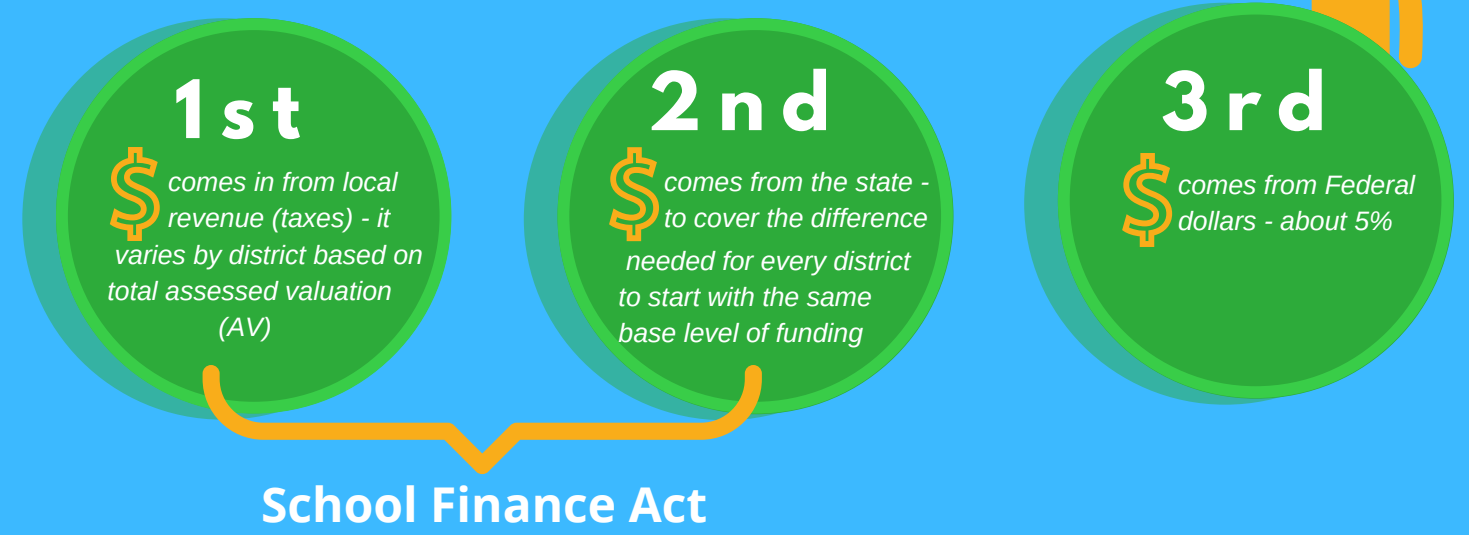 1st
$ comes in from local
revenue (taxes) - it
varies by district based on
total assessed valuation
(AV)
2nd
$ comes from the state -
to cover the difference
needed for every district
to start with the same
base level of funding
3rd
$ comes from Federal
dollars - about 5%
School Finance Act